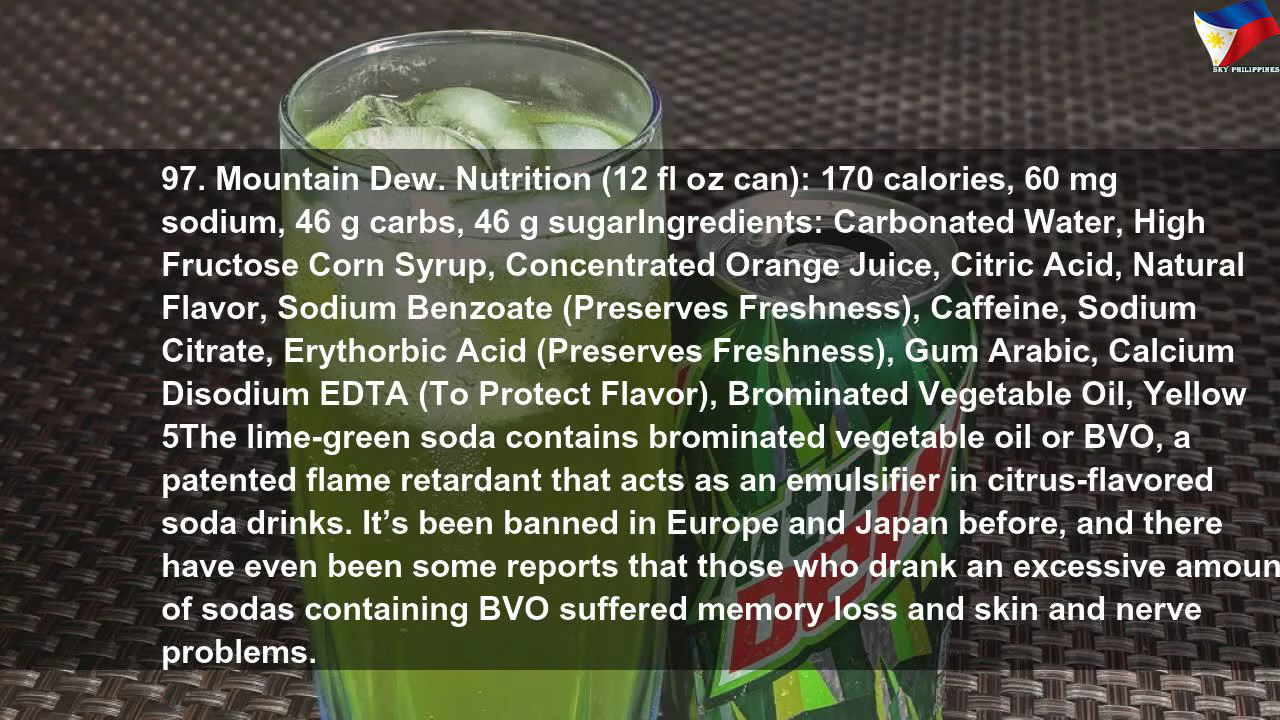 SKY PHILIPPINES
97. Mountain Dew. Nutrition (12 fl oz can): 170 calories, 60 mg
sodium, 46 g carbs, 46 g sugarIngredients: Carbonated Water, High
Fructose Corn Syrup, Concentrated Orange Juice, Citric Acid, Natural
Flavor, Sodium Benzoate (Preserves Freshness), Caffeine, Sodium
Citrate, Erythorbic Acid (Preserves Freshness), Gum Arabic, Calcium
Disodium EDTA (To Protect Flavor), Brominated Vegetable Oil, Yellow
5The lime-green soda contains brominated vegetable oil or BVO, a
patented flame retardant that acts as an emulsifier in citrus-flavored
soda drinks. It’s been banned in Europe and Japan before, and there
have even been some reports that those who drank an excessive amoun
of sodas containing BVO suffered memory loss and skin and nerve
problems.
DEW